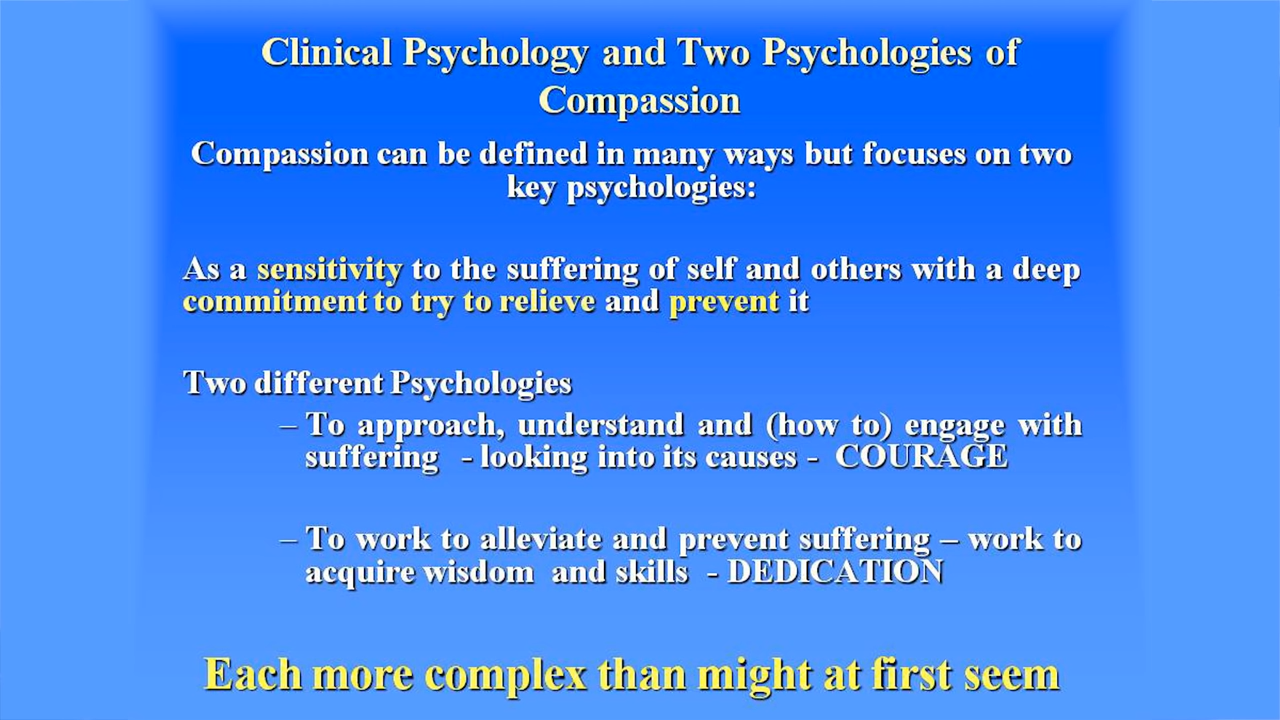 Clinical Psychology and Two Psychologies of
Compassion
Compassion can be defined in many ways but focuses on two
key psychologies:
As a sensitivity to the suffering of self and others with a deep
commitment to try to relieve and prevent it
Two different Psychologies
– To approach, understand and (how to) engage with
suffering - looking into its causes - COURAGE
– To work to alleviate and prevent suffering – work to
acquire wisdom and skills - DEDICATION
Each more complex than might at first seem